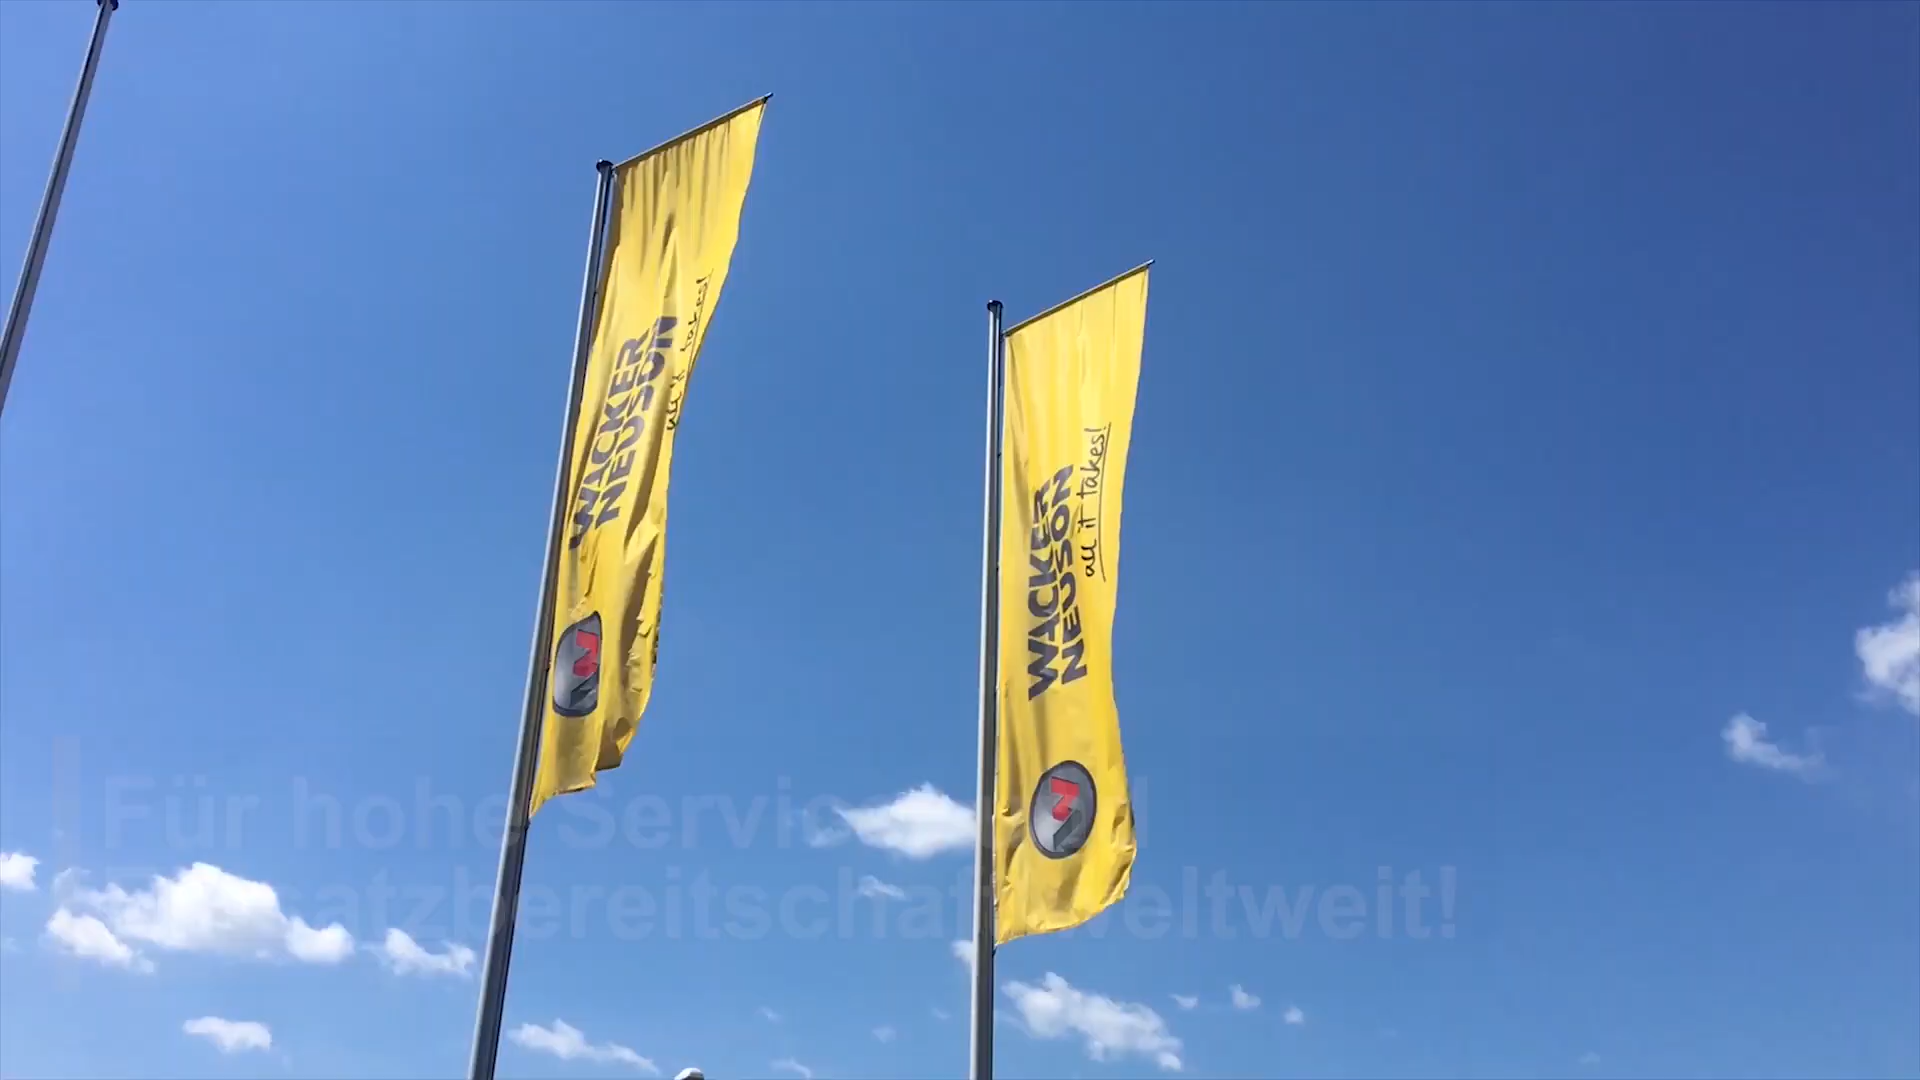 WACKER
NEUSON
all it takes!
WACKER
NEUSON
all it takes!
Für hohe Service und
Einsatzbereitschaft weltweit!